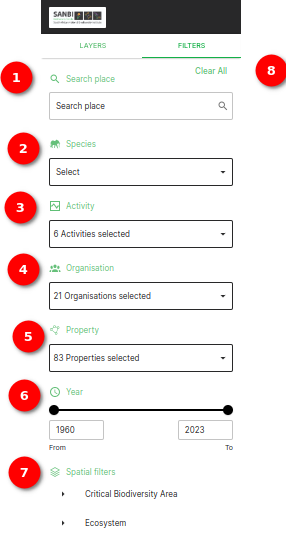 SANBI
LAYERS
FILTERS
Clear All
8
1
Search place
Search place
2
Species
Select
3
Activity
6 Activities selected
4
Organisation
21 Organisations selected
5
Property
83 Properties selected
6
Year
1960
2023
From
To
7
Spatial filters
Critical Biodiversity Area
Ecosystem